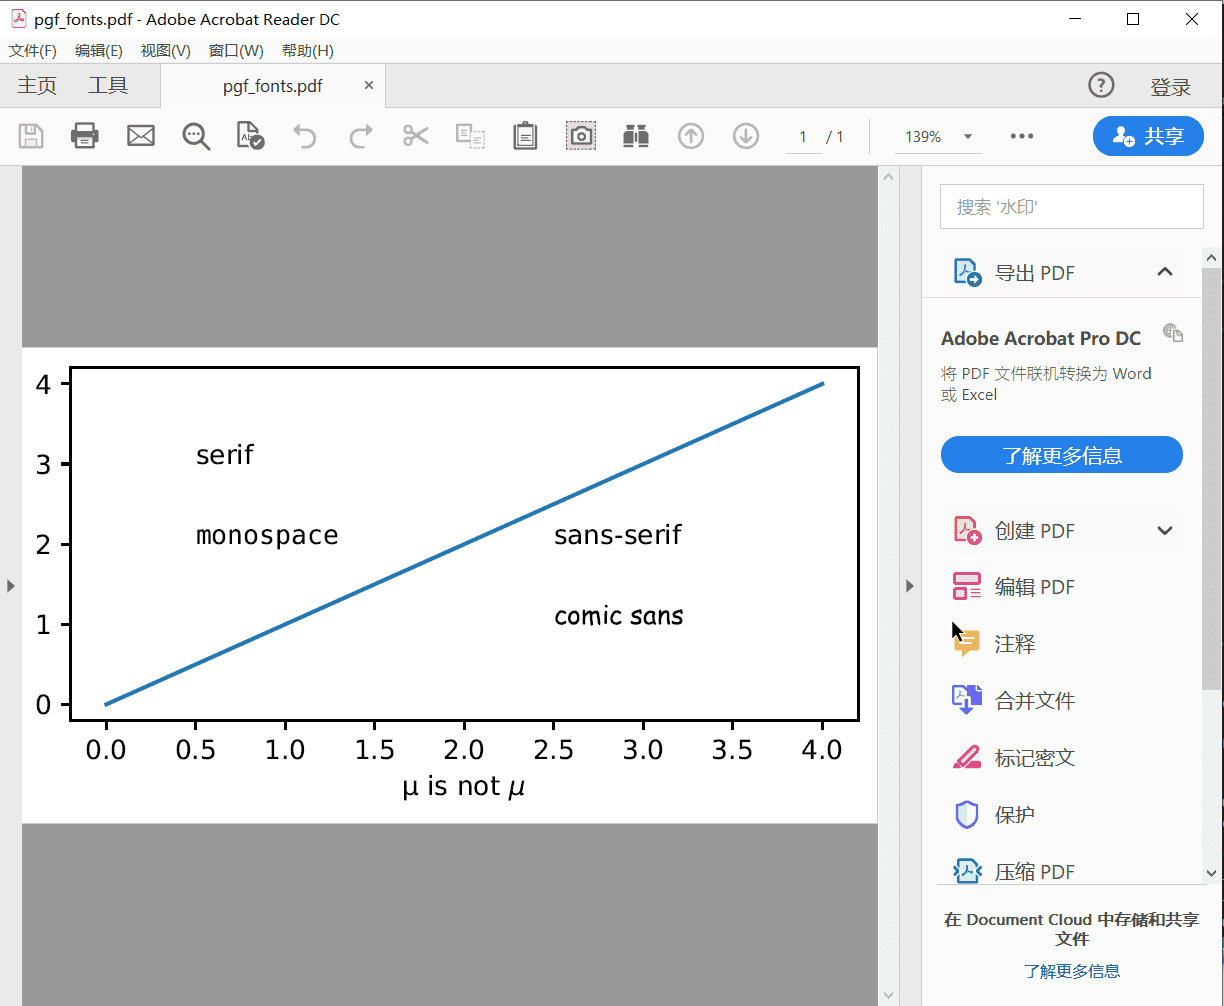 pgf_fonts.pdf - Adobe Acrobat Reader DC
文件(F) 编辑(E) 视图(V) 窗口(W) 帮助(H)
主页 工具 pgf_fonts.pdf × ? 登录
1 / 1 139% 共享
搜索 '水印'
导出 PDF
Adobe Acrobat Pro DC
将 PDF 文件联机转换为 Word
或 Excel
了解更多信息
创建 PDF
编辑 PDF
注释
合并文件
标记密文
保护
压缩 PDF
在 Document Cloud 中存储和共享
文件
了解更多信息
4
serif
3
monospace
sans-serif
2
comic sans
1
0
0.0 0.5 1.0 1.5 2.0 2.5 3.0 3.5 4.0
μ is not μ